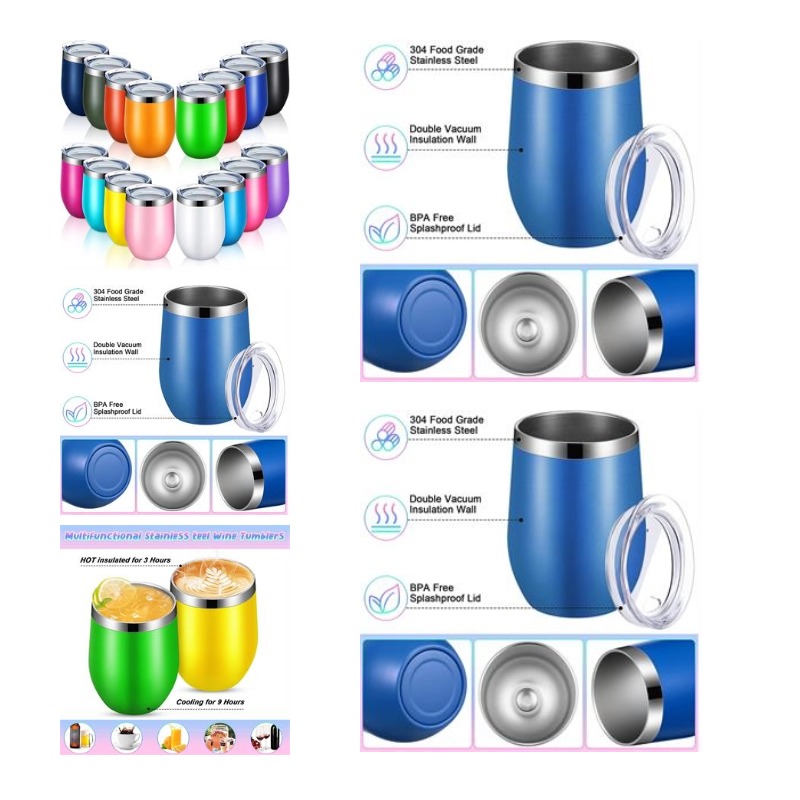 304 Food Grade
Stainless Steel
Double Vacuum
Insulation Wall
BPA Free
Splashproof Lid
304 Food Grade
Stainless Steel
Double Vacuum
Insulation Wall
BPA Free
Splashproof Lid
Multifunctional Stainless teel Wine Tumblers
HOT insulated for 3 Hours
Cooling for 9 Hours
304 Food Grade
Stainless Steel
Double Vacuum
Insulation Wall
BPA Free
Splashproof Lid